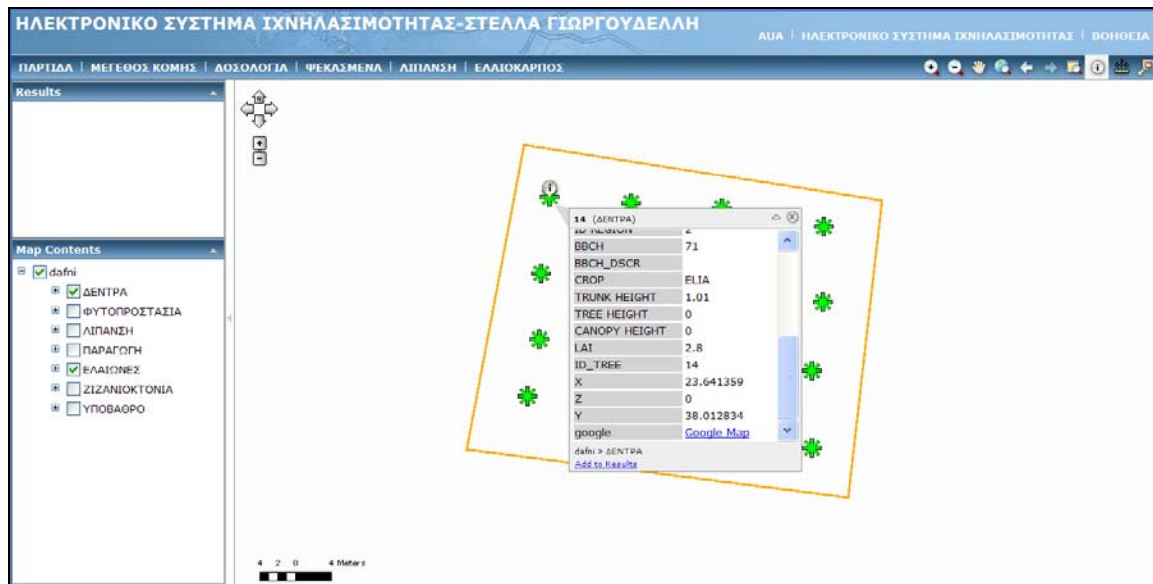 ΗΛΕΚΤΡΟΝΙΚΟ ΣΥΣΤΗΜΑ ΙΧΝΗΛΑΣΙΜΟΤΗΤΑΣ-ΣΤΕΛΛΑ ΓΙΩΡΓΟΥΔΕΛΛΗ
AUA | ΗΛΕΚΤΡΟΝΙΚΟ ΣΥΣΤΗΜΑ ΙΧΝΗΛΑΣΙΜΟΤΗΤΑΣ | ΒΟΗΘΕΙΑ
ΠΑΡΤΙΔΑ | ΜΕΓΕΘΟΣ ΚΟΜΗΣ | ΔΟΣΟΛΟΓΙΑ | ΨΕΚΑΣΜΕΝΑ | ΛΙΠΑΝΣΗ | ΕΛΑΙΟΚΑΡΠΟΣ
Results
Map Contents
dafni
ΔΕΝΤΡΑ
ΦΥΤΟΠΡΟΣΤΑΣΙΑ
ΛΙΠΑΝΣΗ
ΠΑΡΑΓΩΓΗ
ΕΛΑΙΩΝΕΣ
ΖΙΖΑΝΙΟΚΤΟΝΙΑ
ΥΠΟΒΑΘΡΟ
N
14 (ΔΕΝΤΡΑ)
ID REGION 2
BBCH 71
BBCH_DSCR
CROP ELIA
TRUNK HEIGHT 1.01
TREE HEIGHT 0
CANOPY HEIGHT 0
LAI 2.8
ID_TREE 14
X 23.641359
Z 0
Y 38.012834
google Google Map
dafni > ΔΕΝΤΡΑ
Add to Results
4 2 0 4 Meters